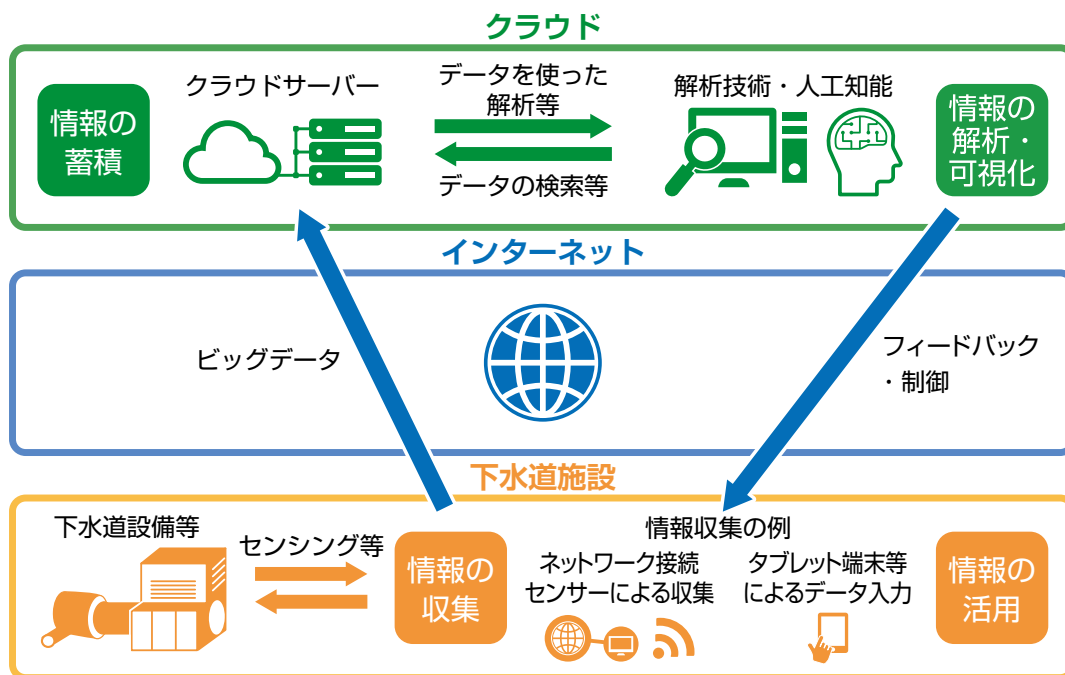 クラウド
情報の
蓄積
クラウドサーバー
データを使った
解析等
データの検索等
解析技術・人工知能
情報の
解析・
可視化
インターネット
ビッグデータ
フィードバック
・制御
下水道施設
下水道設備等
センシング等
情報の
収集
情報収集の例
ネットワーク接続
センサーによる収集
タブレット端末等
によるデータ入力
情報の
活用